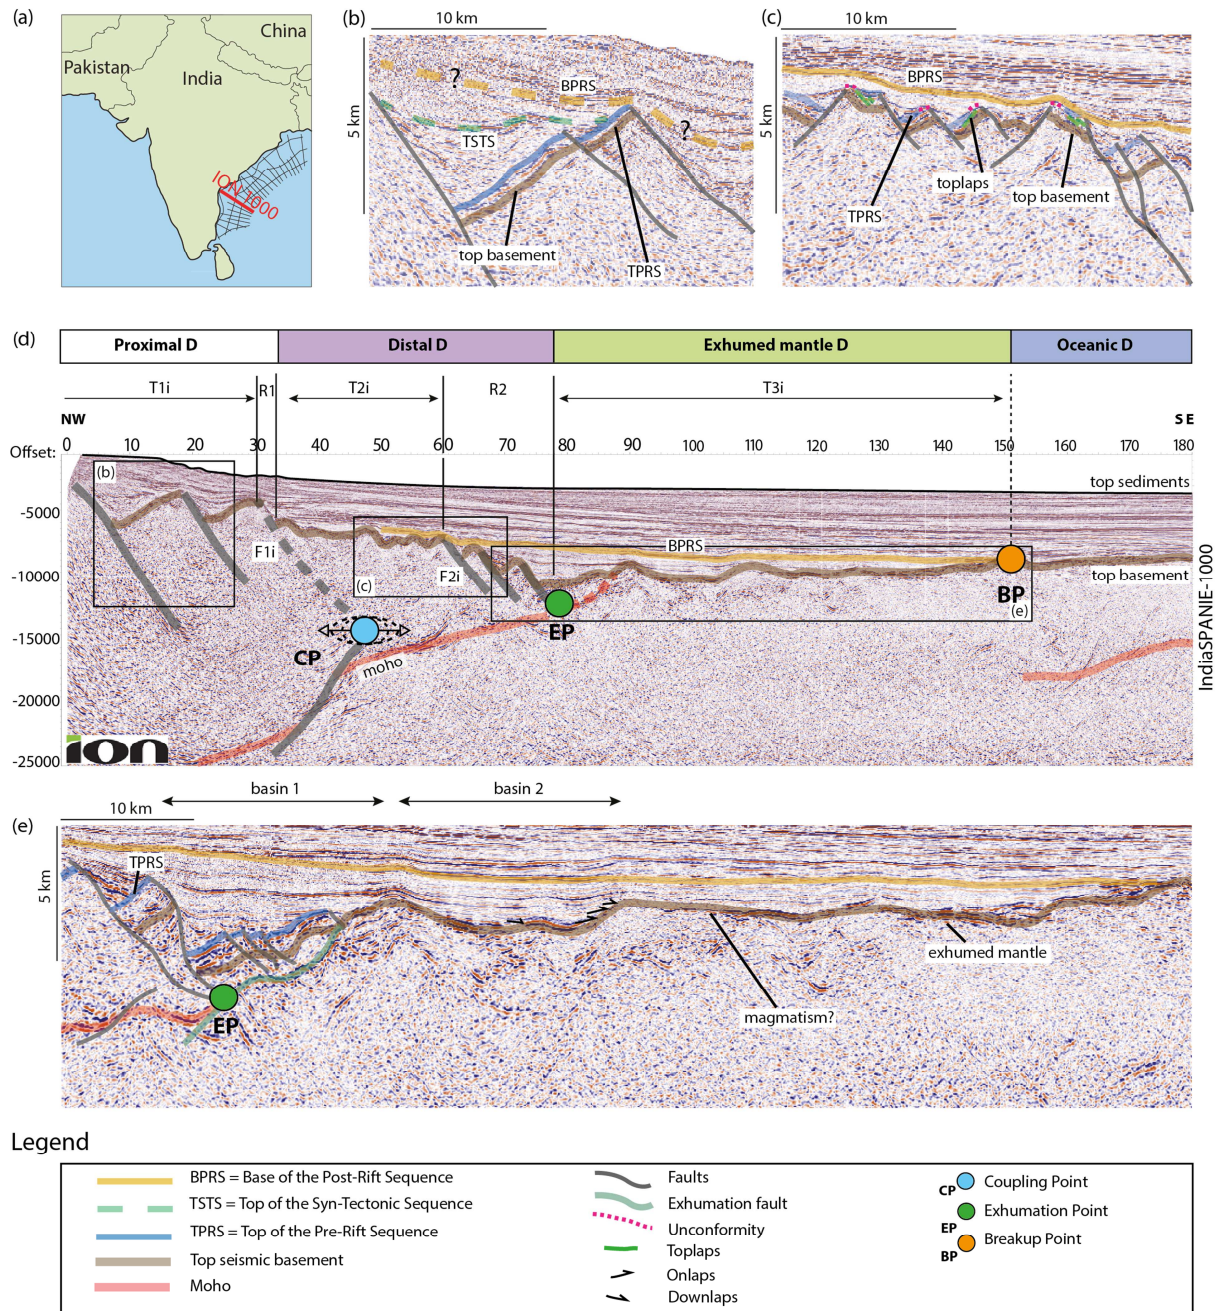 (a)
China
Pakistan
India
ION 1000
(b)
10 km
5 km
?
BPRS
TSTS
?
top basement
TPRS
(c)
10 km
5 km
BPRS
toplaps
TPRS
top basement
(d)
Proximal D
Distal D
Exhumed mantle D
Oceanic D
T1i
R1
T2i
R2
T3i
NW
SE
Offset:
0 10 20 30 40 50 60 70 80 90 100 110 120 130 140 150 160 170 180
(b)
top sediments
-5000
F1i
BPRS
F2i
(c)
-10000
top basement
BP
(e)
EP
-15000
CP
moho
-20000
ion
-25000
IndiaSPANIE-1000
basin 1
basin 2
(e)
10 km
5 km
TPRS
EP
exhumed mantle
magmatism?
Legend
BPRS = Base of the Post-Rift Sequence
TSTS = Top of the Syn-Tectonic Sequence
TPRS = Top of the Pre-Rift Sequence
Top seismic basement
Moho
Faults
Exhumation fault
Unconformity
Toplaps
Onlaps
Downlaps
CP Coupling Point
EP Exhumation Point
BP Breakup Point